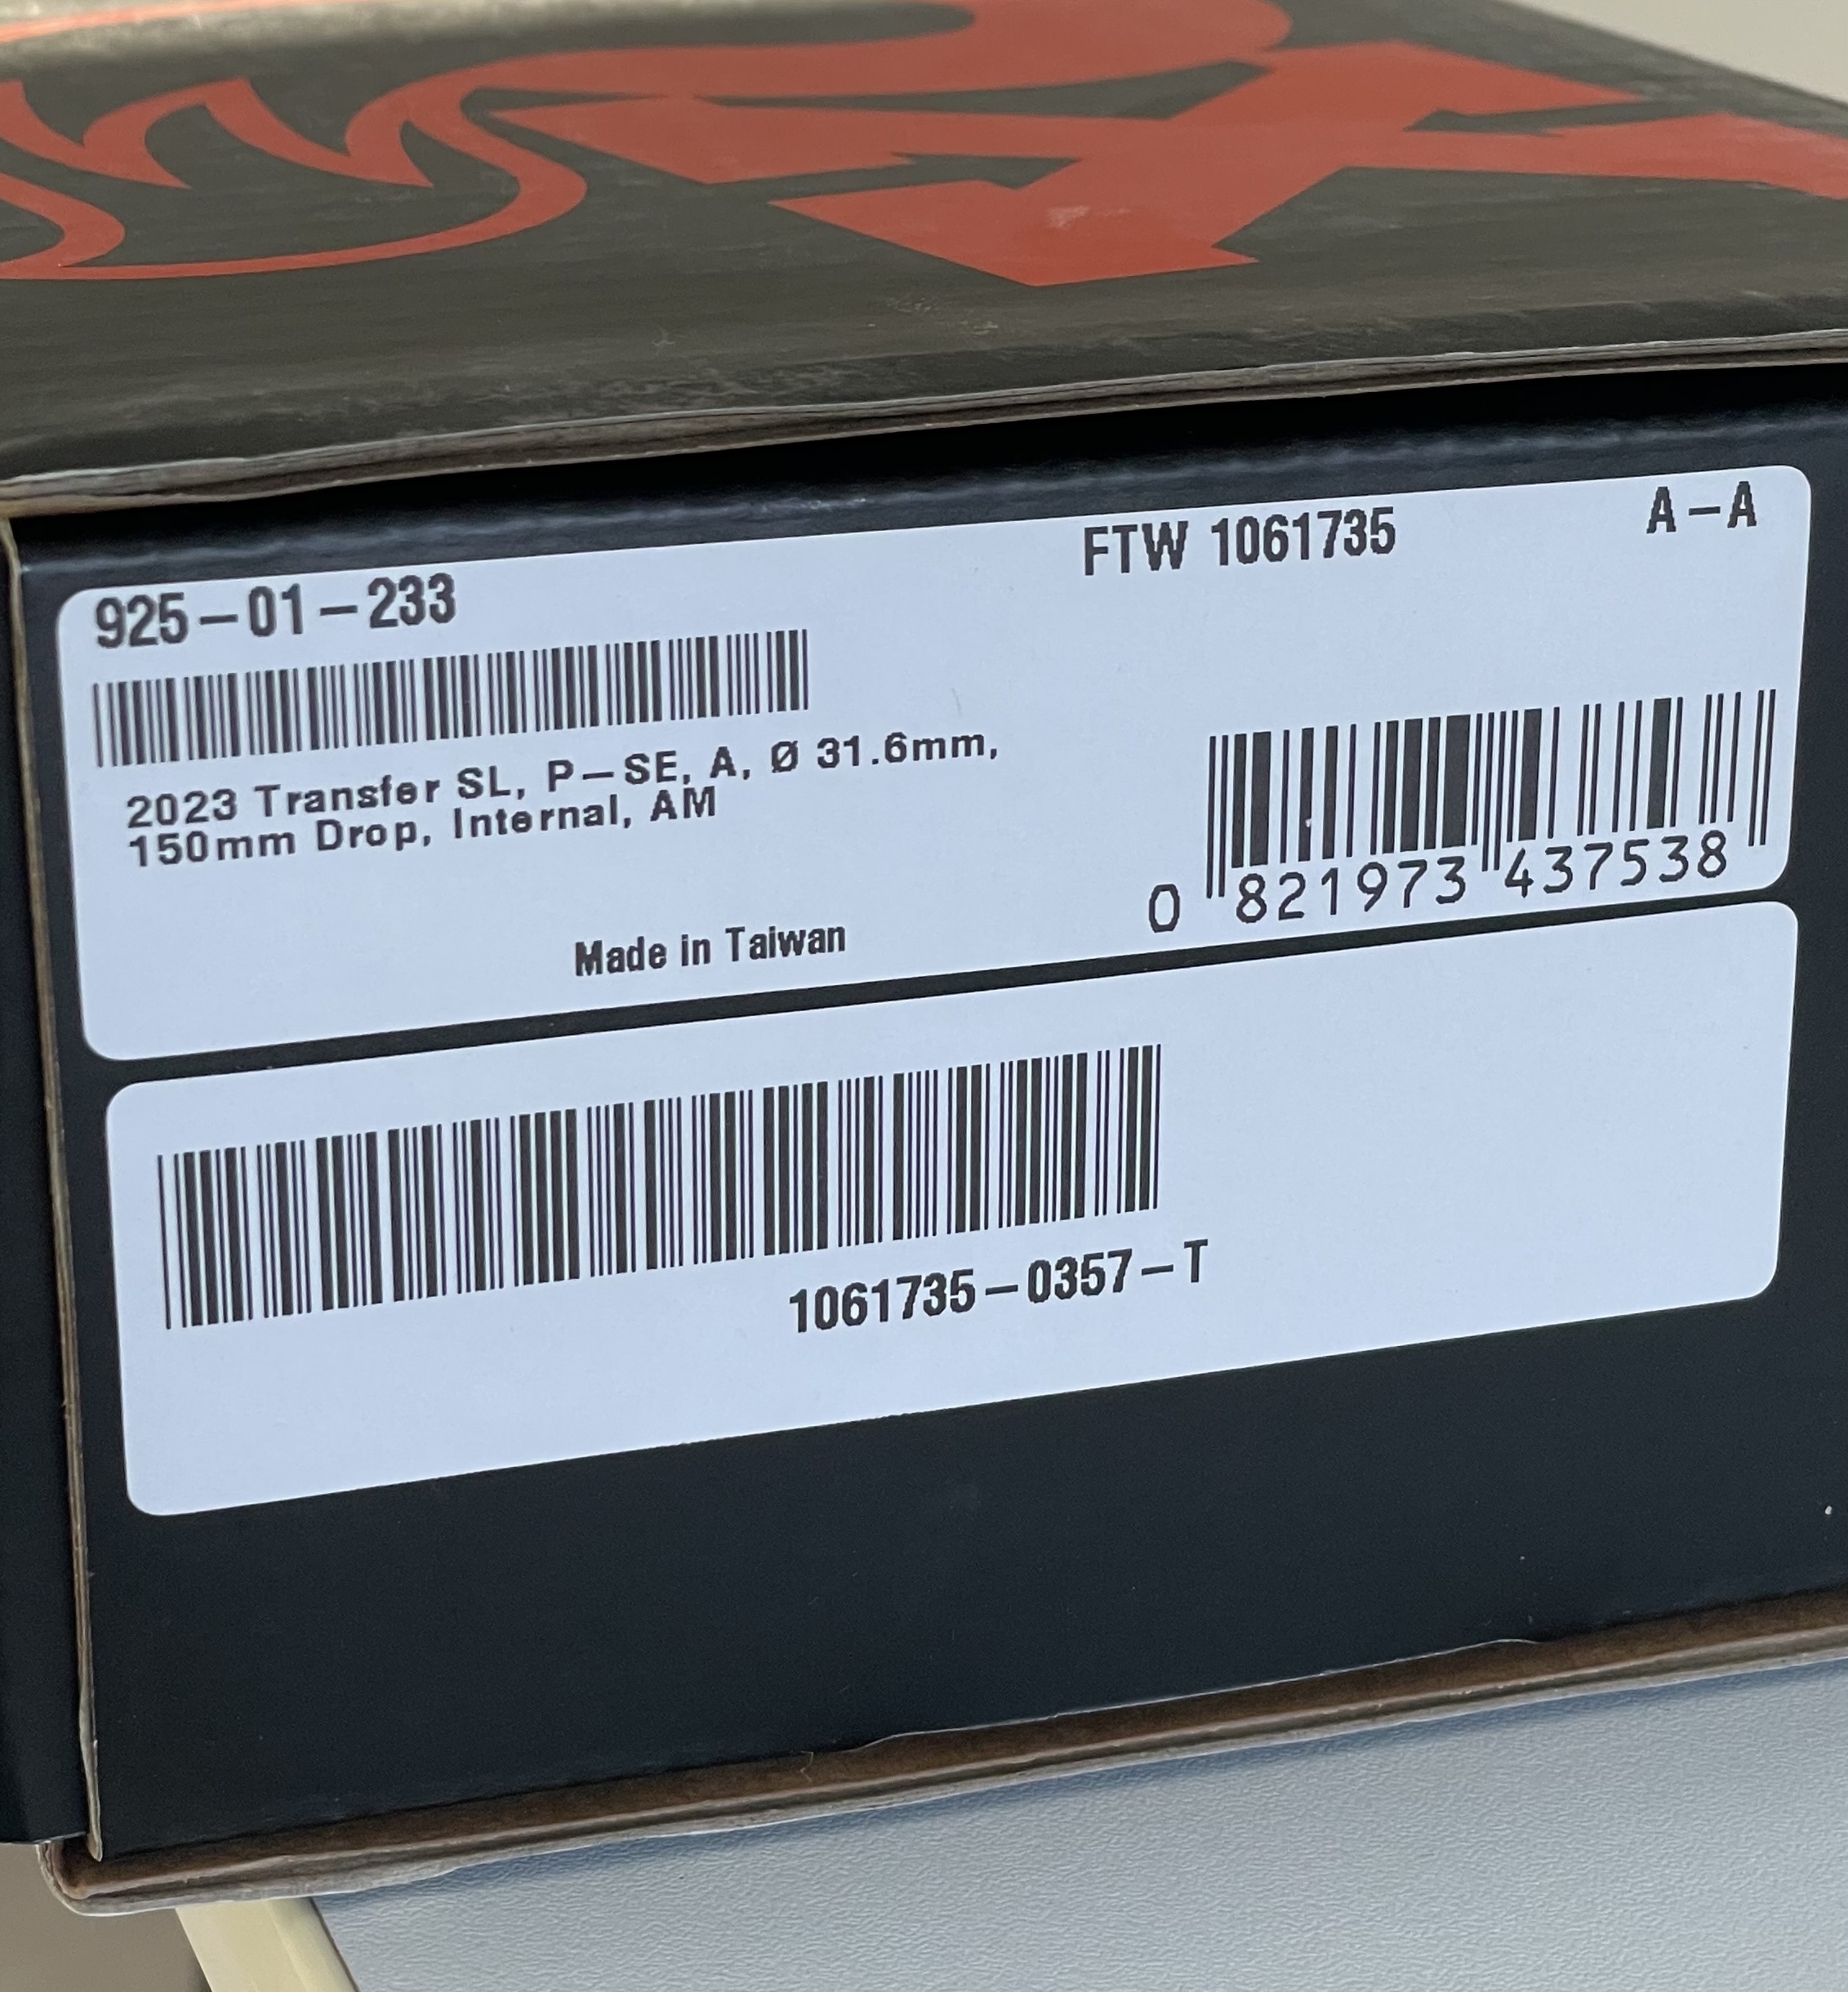 925-01-233
FTW 1061735
A-A
2023 Transfer SL, P-SE, A, Ø 31.6mm,
150mm Drop, Internal, AM
0 821973 437538
Made in Taiwan
1061735-0357-T